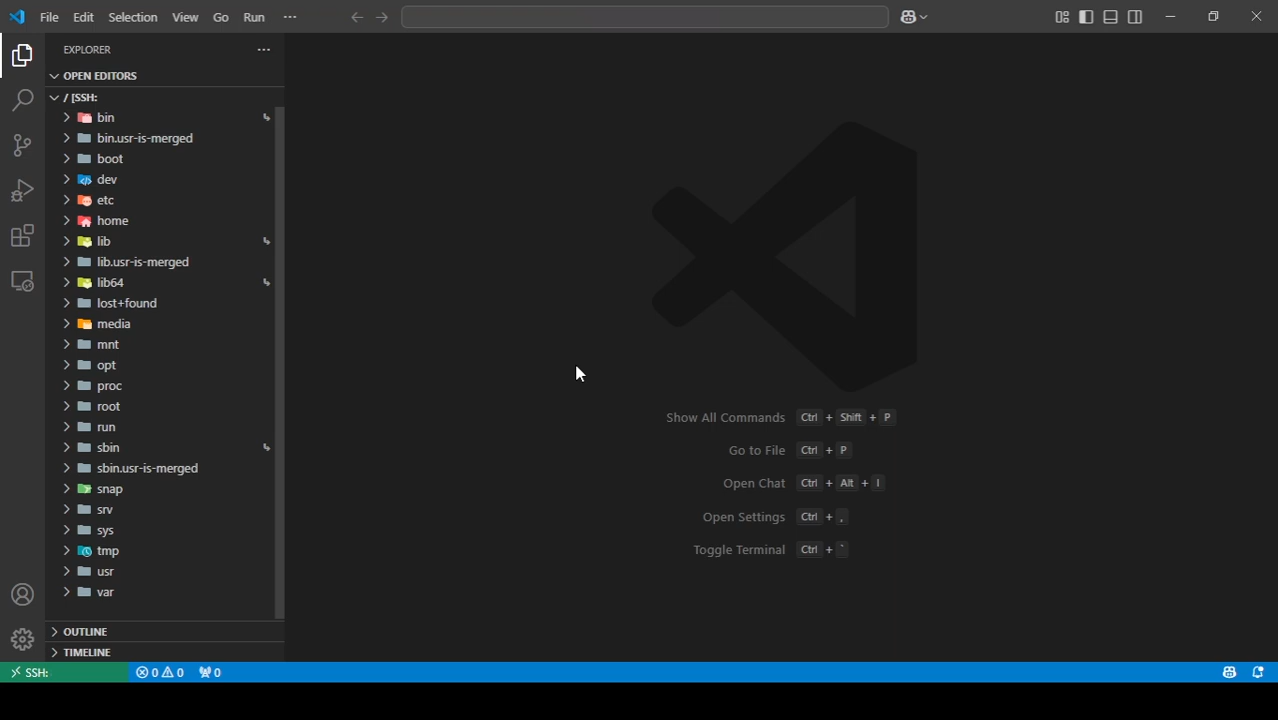 File Edit Selection View Go Run ···
EXPLORER ···
OPEN EDITORS
/ [SSH:
bin
bin.usr-is-merged
boot
dev
etc
home
lib
lib.usr-is-merged
lib64
lost+found
media
mnt
opt
proc
root
run
sbin
sbin.usr-is-merged
snap
srv
sys
tmp
usr
var
OUTLINE
TIMELINE
Show All Commands Ctrl + Shift + P
Go to File Ctrl + P
Open Chat Ctrl + Alt + I
Open Settings Ctrl + ,
Toggle Terminal Ctrl + `
SSH: 0 0 0